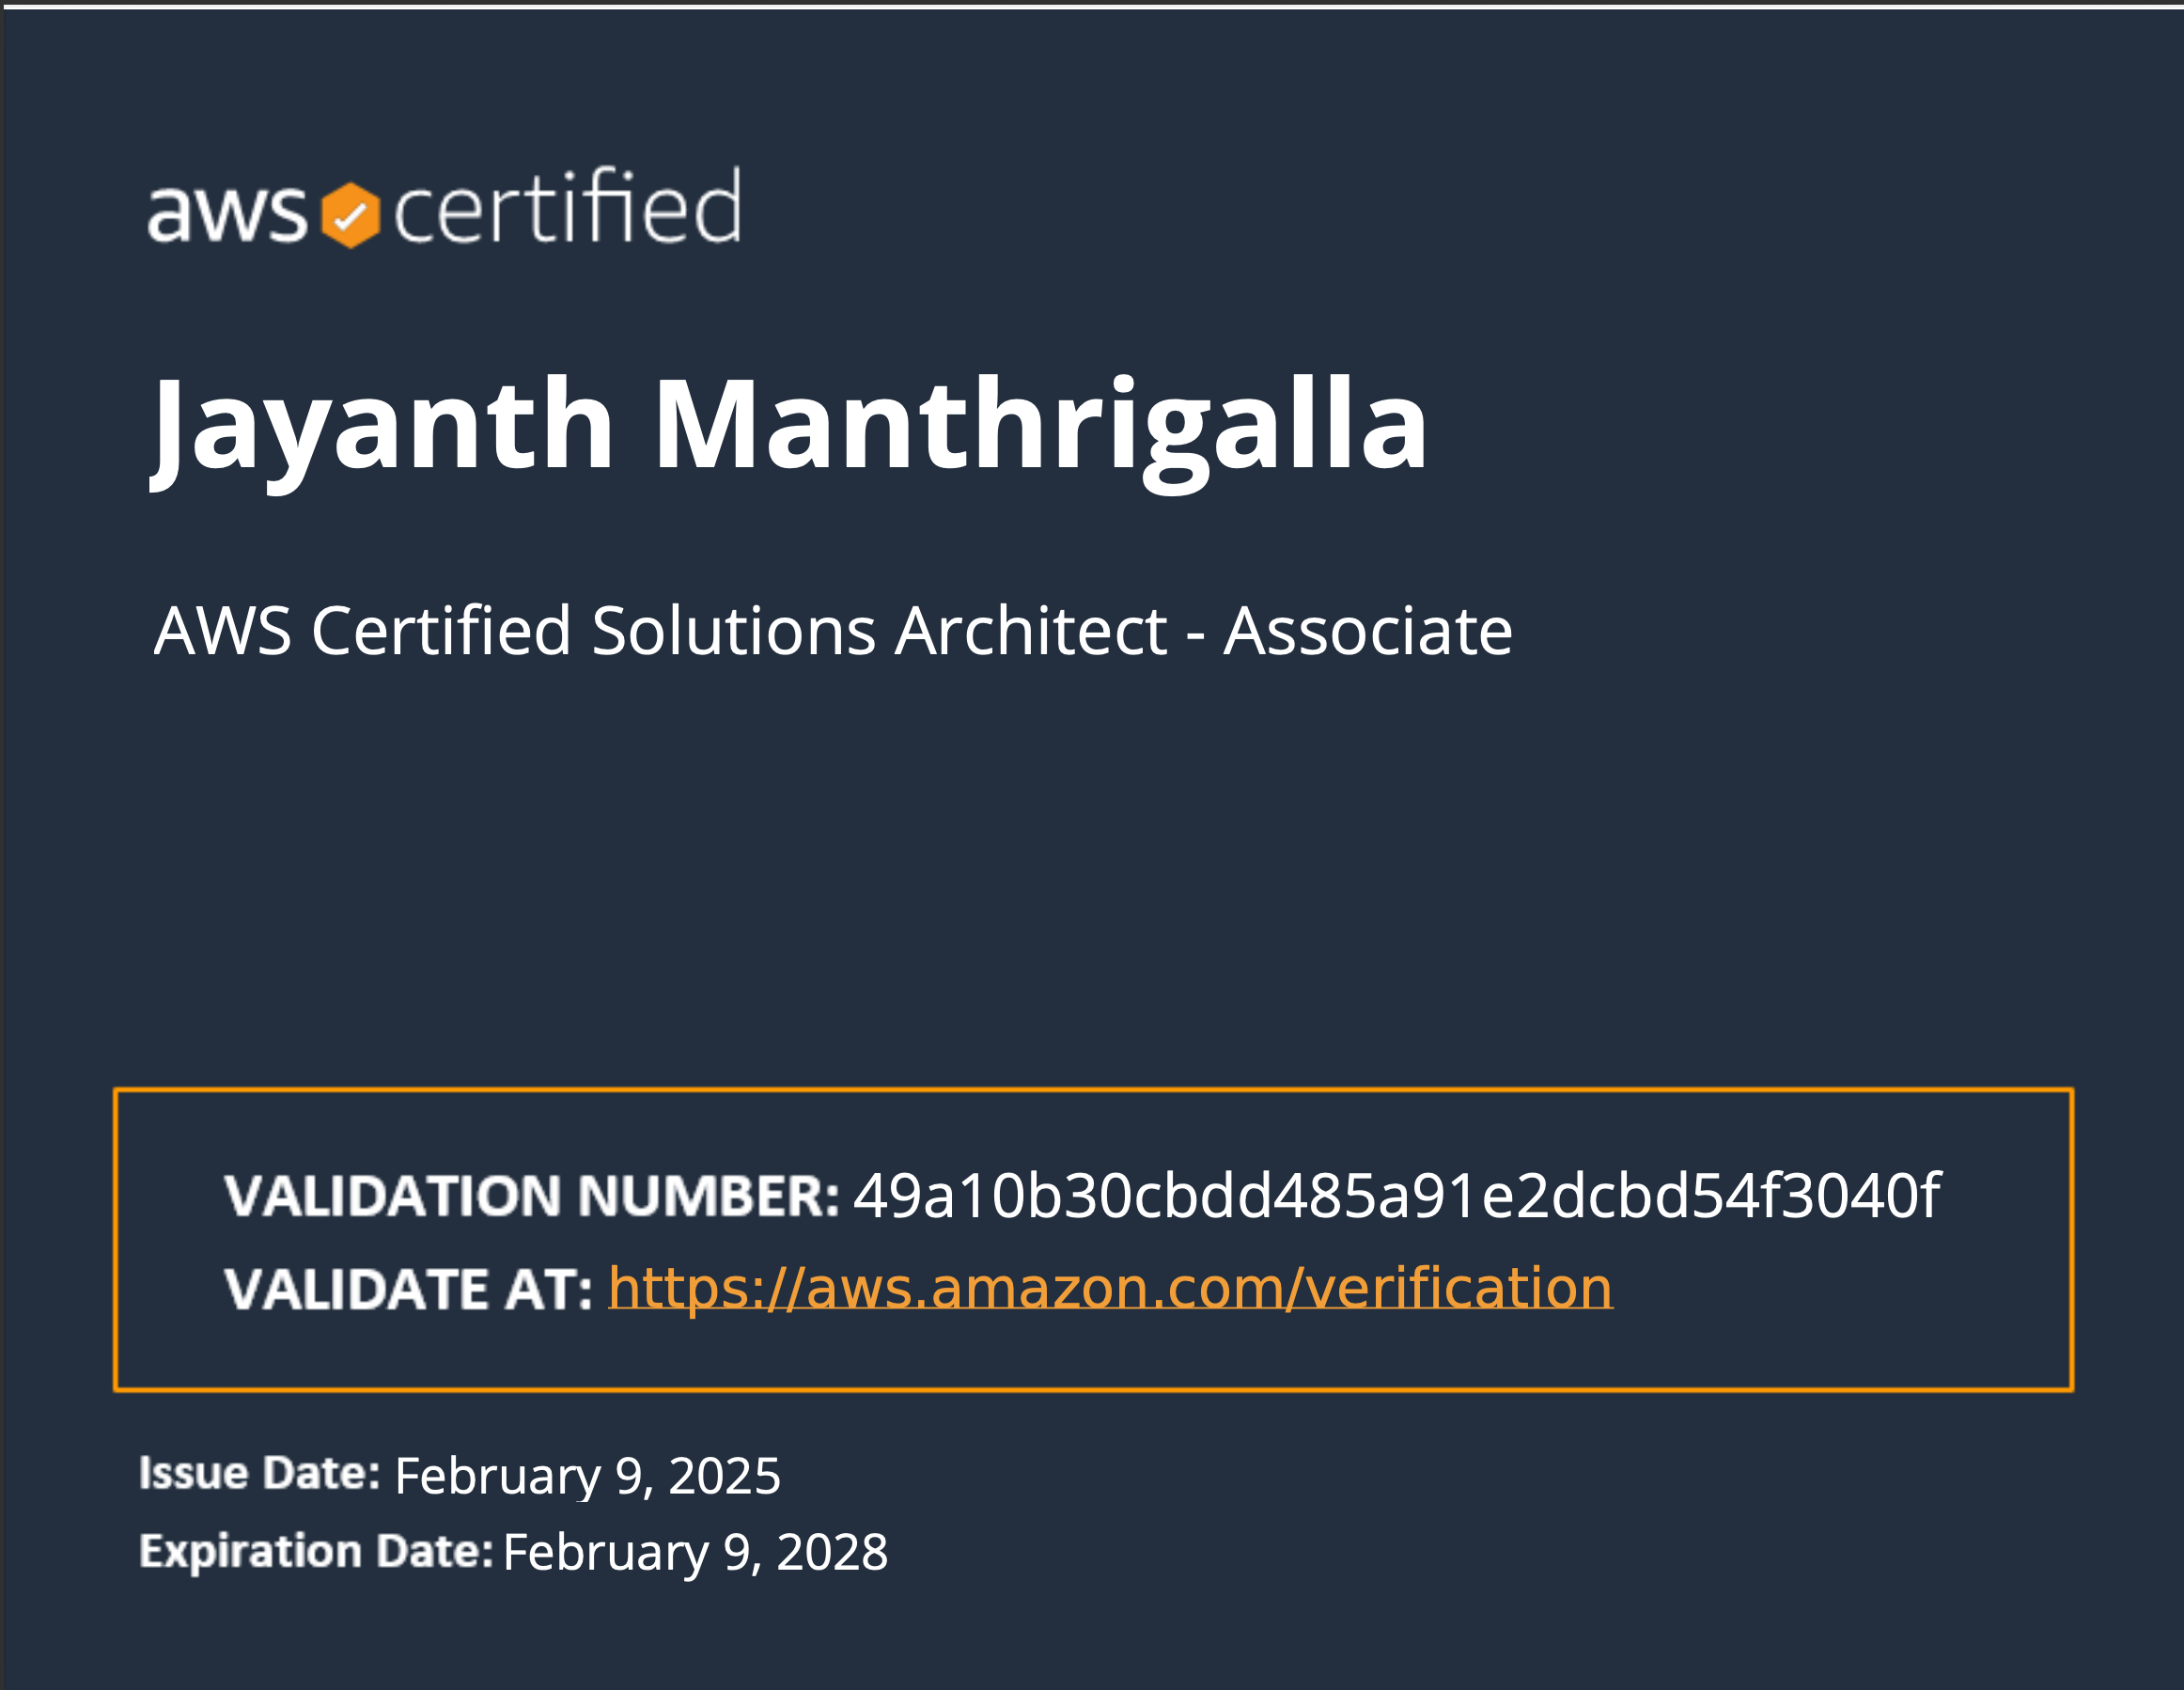 aws certified
Jayanth Manthrigalla
AWS Certified Solutions Architect - Associate
VALIDATION NUMBER: 49a10b30cbdd485a91e2dcbd54f3040f
VALIDATE AT: https://aws.amazon.com/verification
Issue Date: February 9, 2025
Expiration Date: February 9, 2028